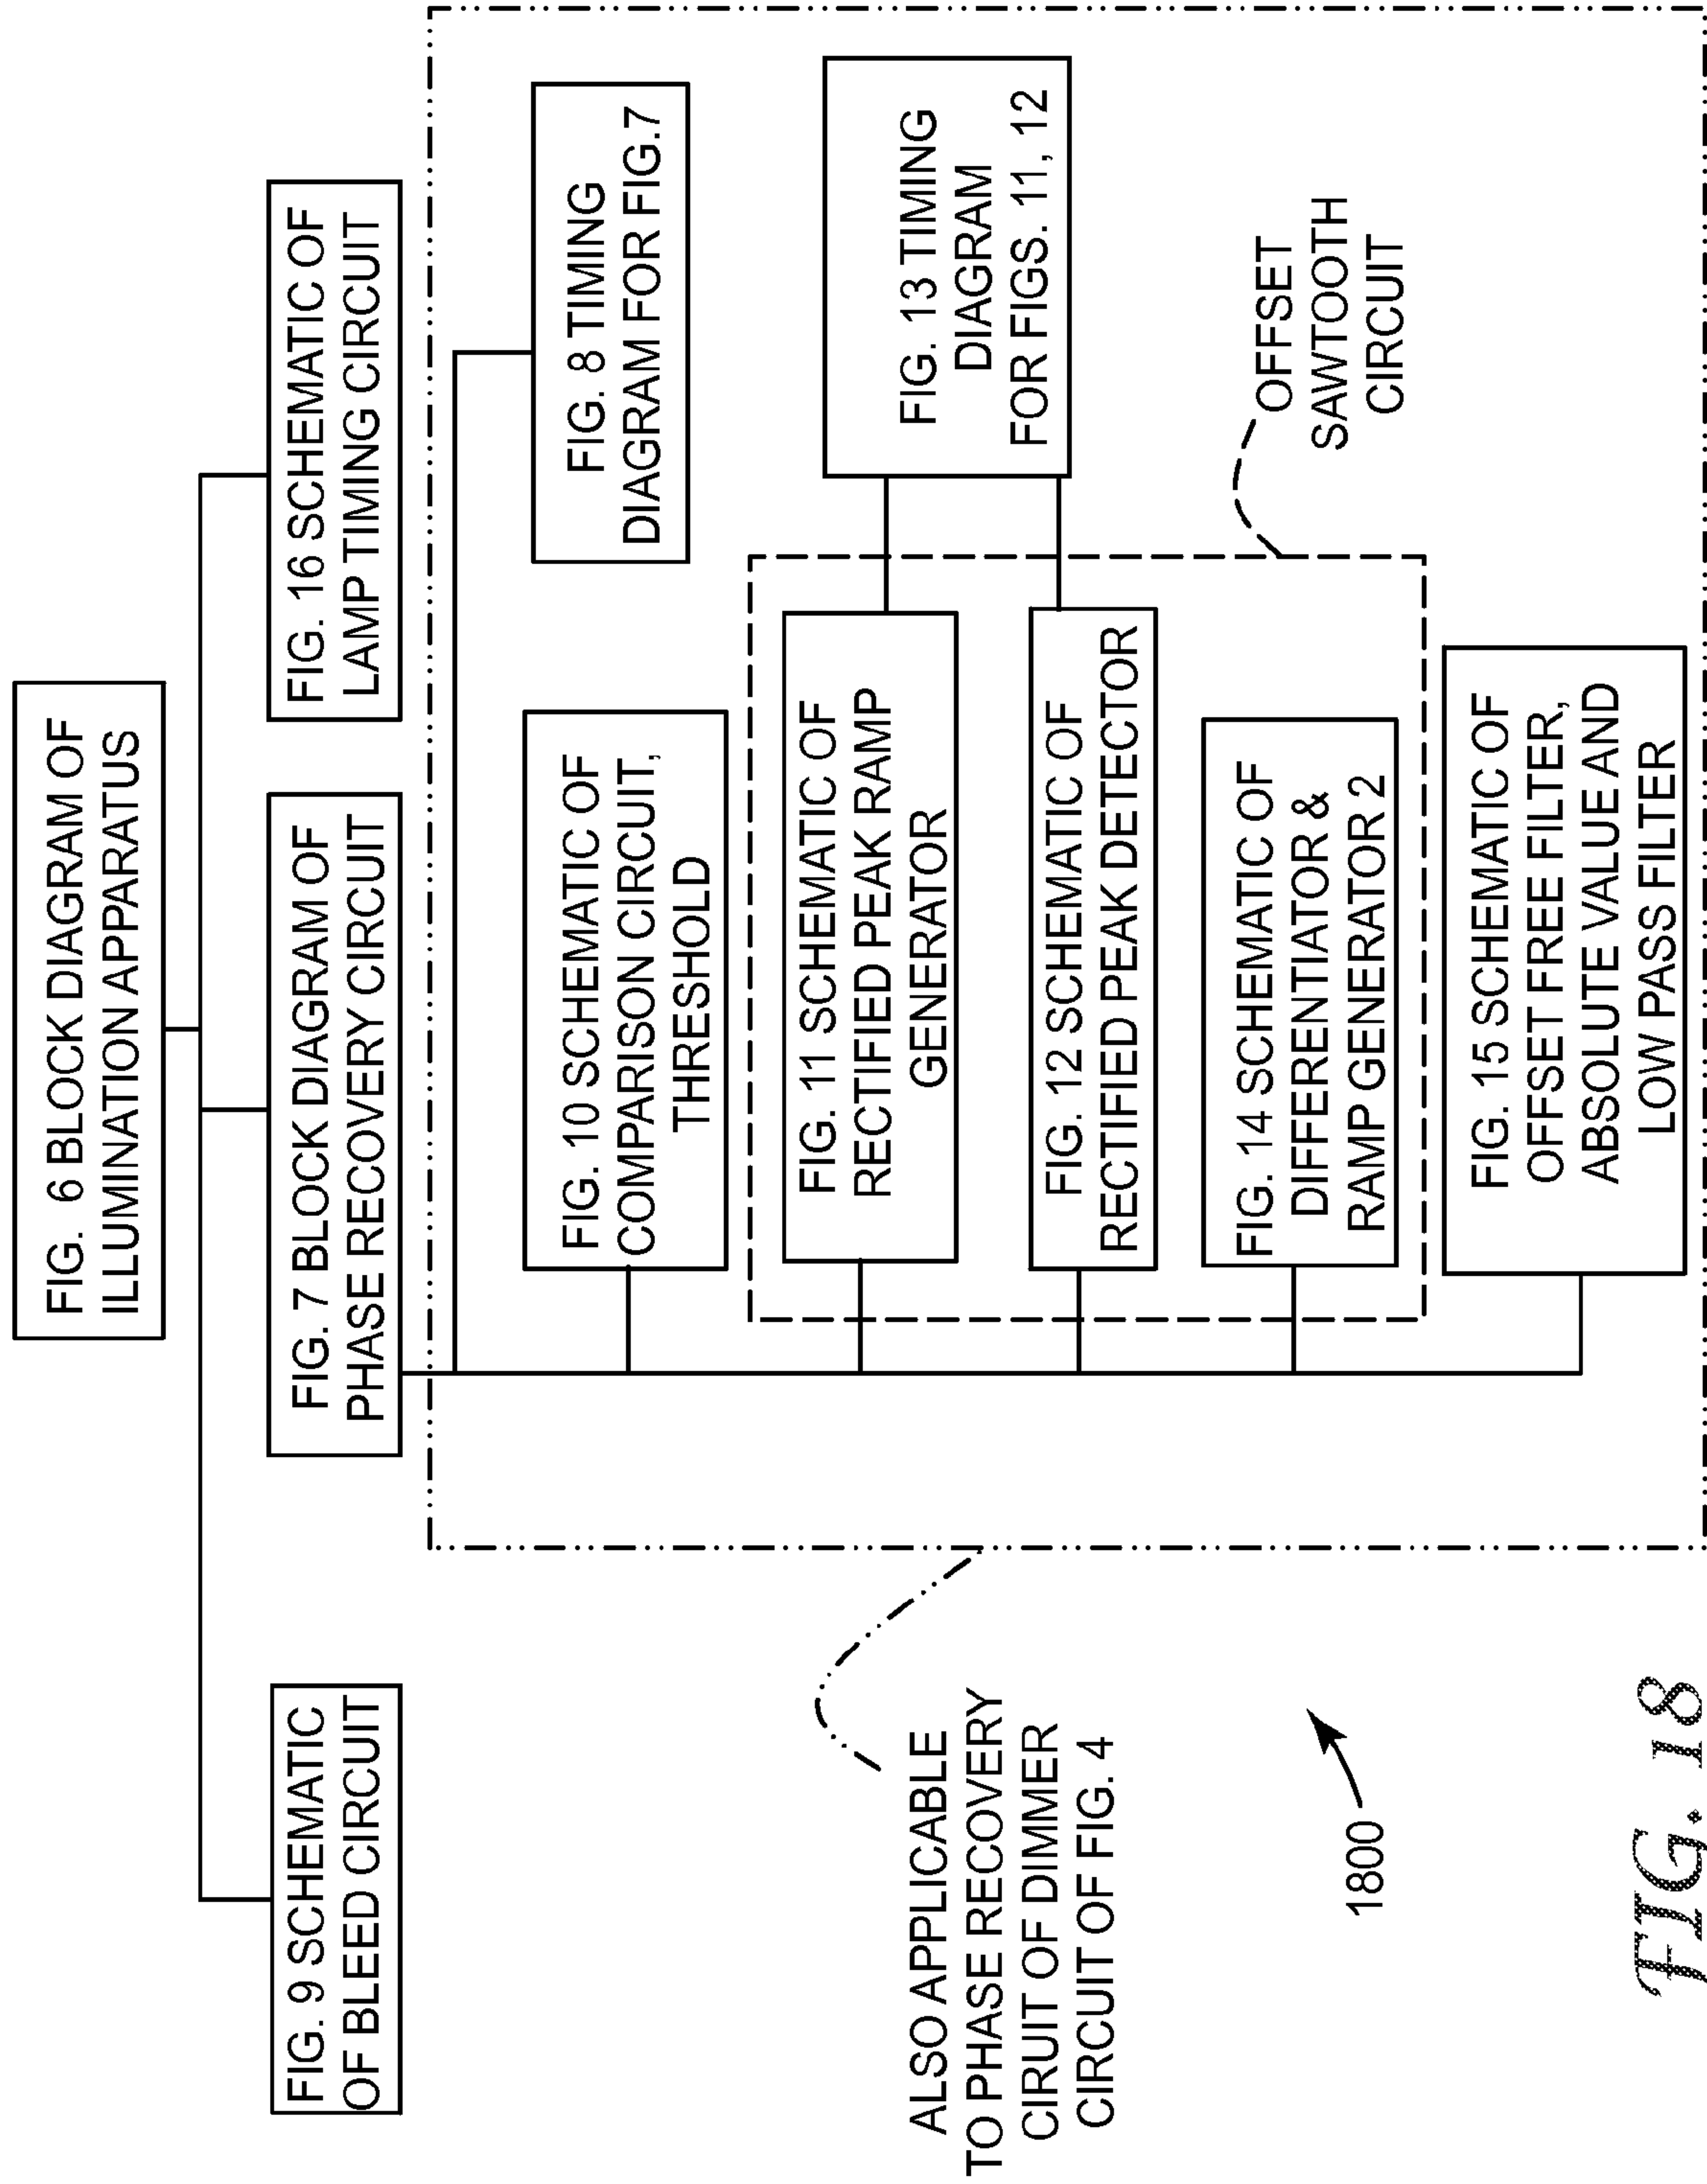 FIG. 6 BLOCK DIAGRAM OF
ILLUMINATION APPARATUS
FIG. 9 SCHEMATIC
OF BLEED CIRCUIT
FIG. 7 BLOCK DIAGRAM OF
PHASE RECOVERY CIRCUIT
FIG. 16 SCHEMATIC OF
LAMP TIMING CIRCUIT
FIG. 8 TIMING
DIAGRAM FOR FIG.7
FIG. 10 SCHEMATIC OF
COMPARISON CIRCUIT,
THRESHOLD
FIG. 11 SCHEMATIC OF
RECTIFIED PEAK RAMP
GENERATOR
FIG. 13 TIMING
DIAGRAM
FOR FIGS. 11, 12
FIG. 12 SCHEMATIC OF
RECTIFIED PEAK DETECTOR
FIG. 14 SCHEMATIC OF
DIFFERENTIATOR &
RAMP GENERATOR 2
OFFSET
SAWTOOTH
CIRCUIT
FIG. 15 SCHEMATIC OF
OFFSET FREE FILTER,
ABSOLUTE VALUE AND
LOW PASS FILTER
ALSO APPLICABLE
TO PHASE RECOVERY
CIRUIT OF DIMMER
CIRCUIT OF FIG. 4
1800
FIG. 18